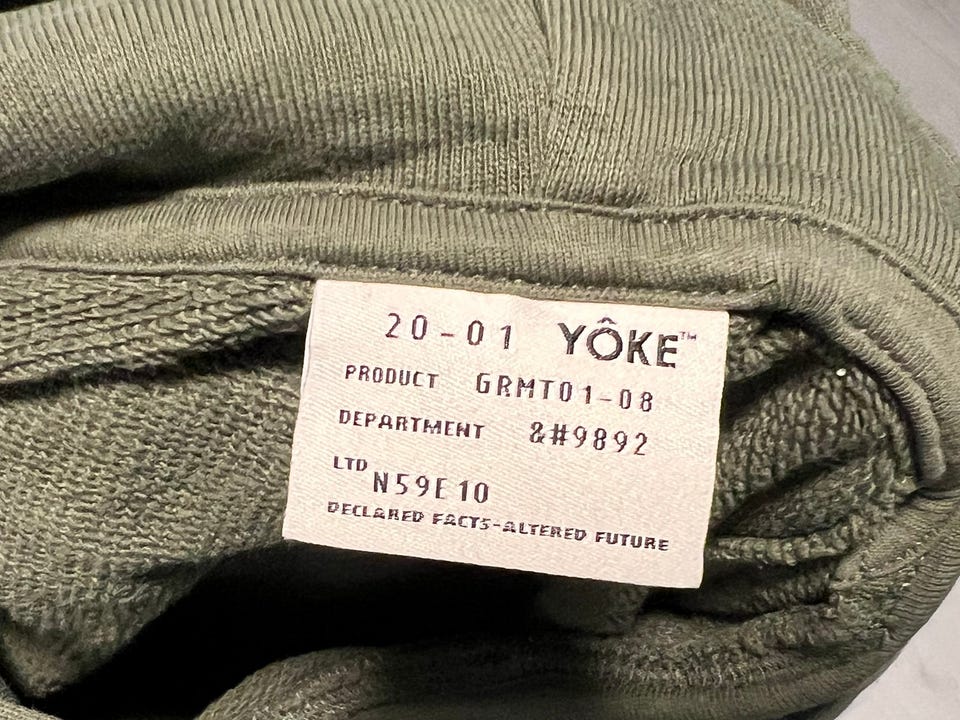 20-01 YÔKE™
PRODUCT GRMT01-08
DEPARTMENT &#9892
LTD N59E10
DECLARED FACTS-ALTERED FUTURE